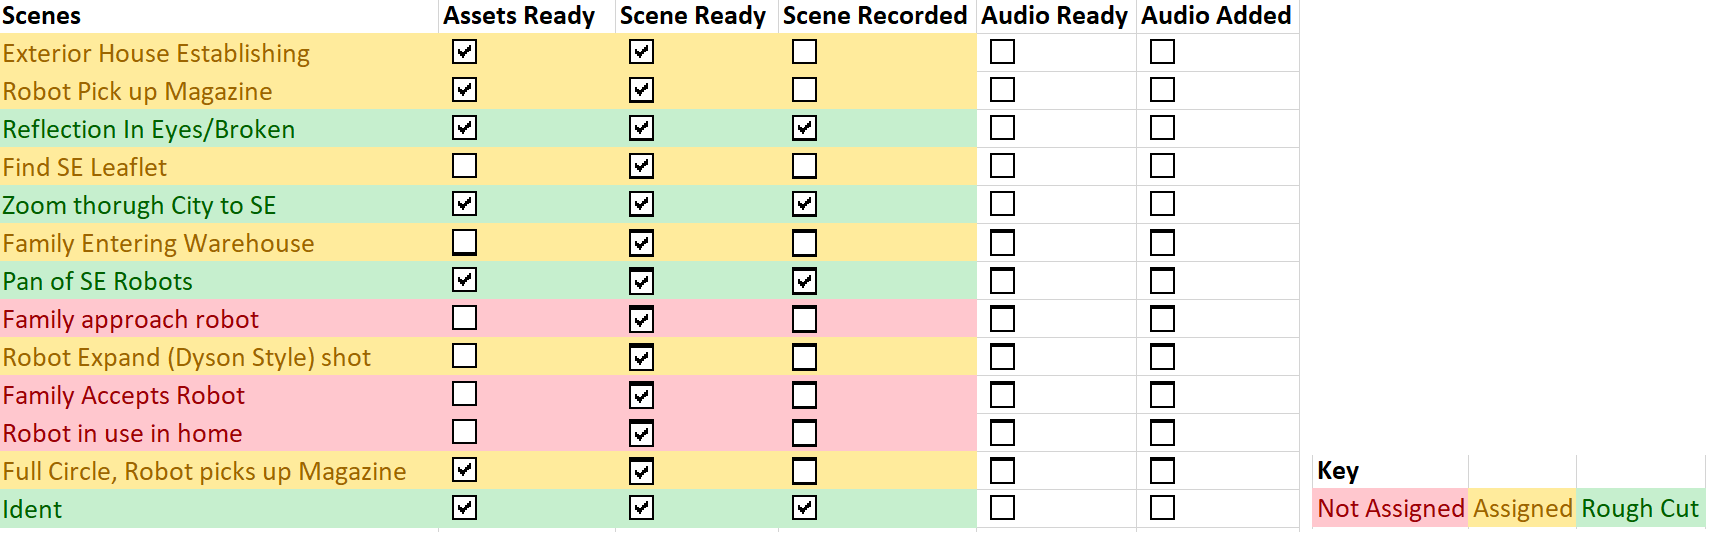 Scenes Assets Ready Scene Ready Scene Recorded Audio Ready Audio Added
Exterior House Establishing
Robot Pick up Magazine
Reflection In Eyes/Broken
Find SE Leaflet
Zoom thorugh City to SE
Family Entering Warehouse
Pan of SE Robots
Family approach robot
Robot Expand (Dyson Style) shot
Family Accepts Robot
Robot in use in home
Full Circle, Robot picks up Magazine
Ident
Key
Not Assigned Assigned Rough Cut